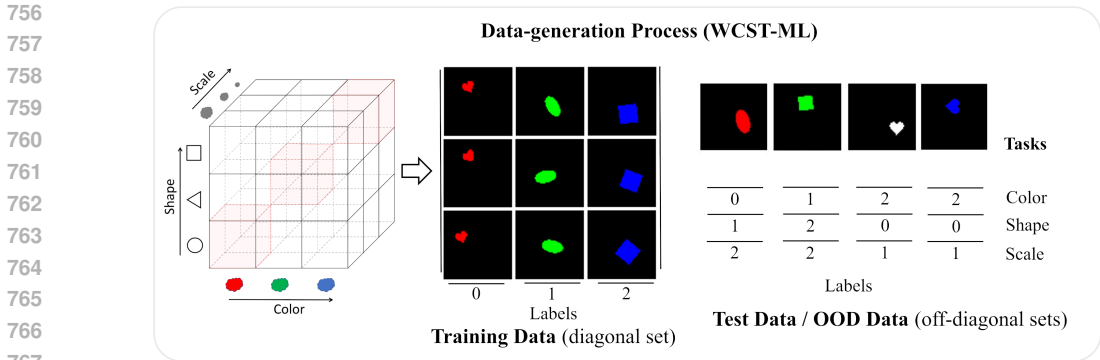 756
757
758
759
760
761
762
763
764
765
766
Data-generation Process (WCST-ML)
Scale
Shape
Color
0 1 2
Labels
Training Data (diagonal set)
Tasks
0 1 2 2 Color
1 2 0 0 Shape
2 2 1 1 Scale
Labels
Test Data / OOD Data (off-diagonal sets)